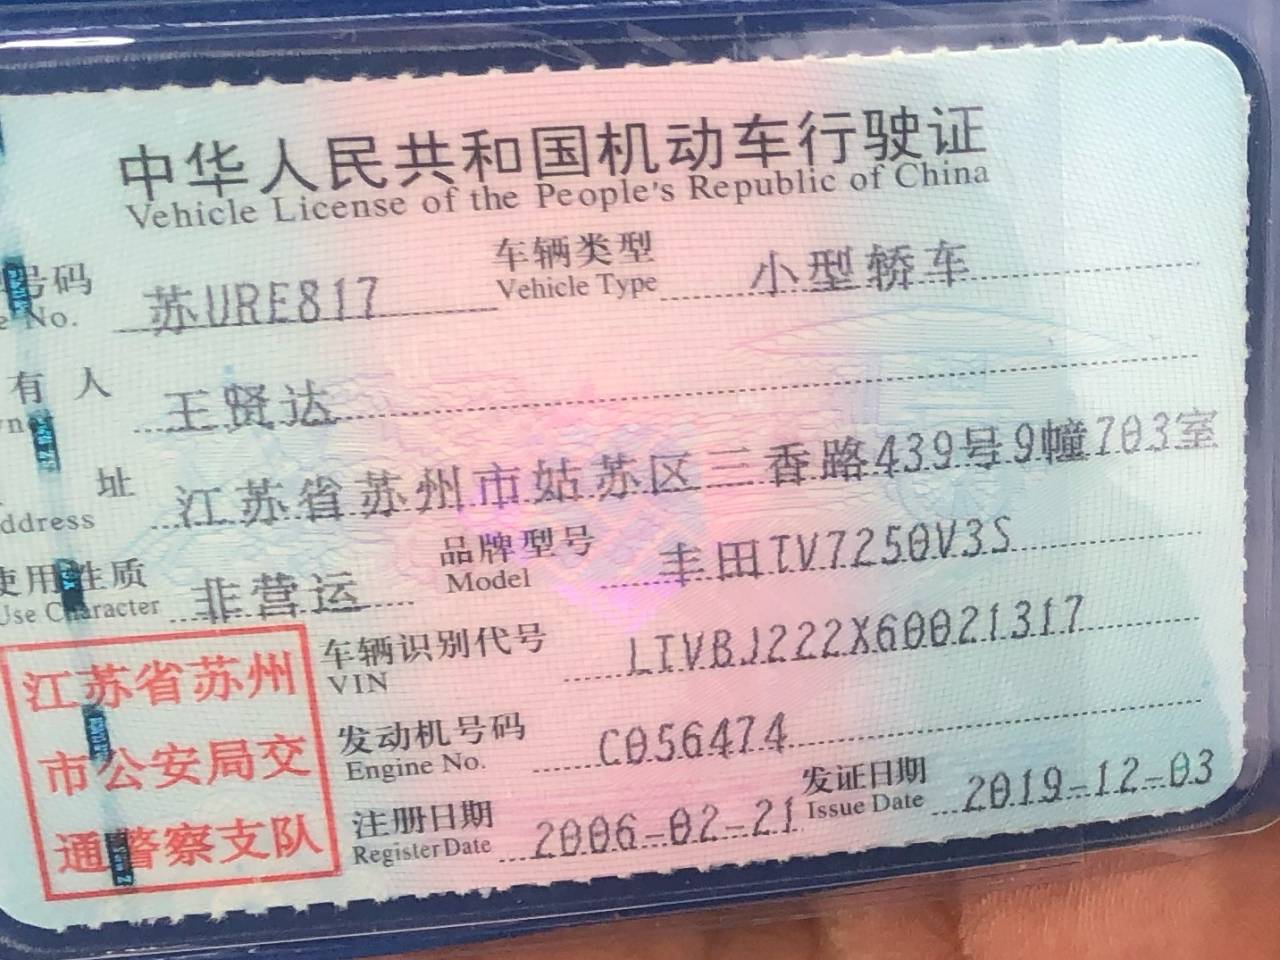 中华人民共和国机动车行驶证
Vehicle License of the People's Republic of China
号码 苏URE817 车辆类型 小型轿车
No. Vehicle Type
有人 王贤达
址 江苏省苏州市姑苏区三香路439号9幢703室
ddress
使用性质 非营运 品牌型号 丰田TV7250V3S
Use Character Model
江苏省苏州
市公安局交
通警察支队
车辆识别代号 LTVBJ222X60021317
VIN
发动机号码 C056474
Engine No.
注册日期 2006-02-21 发证日期 2019-12-03
Register Date Issue Date